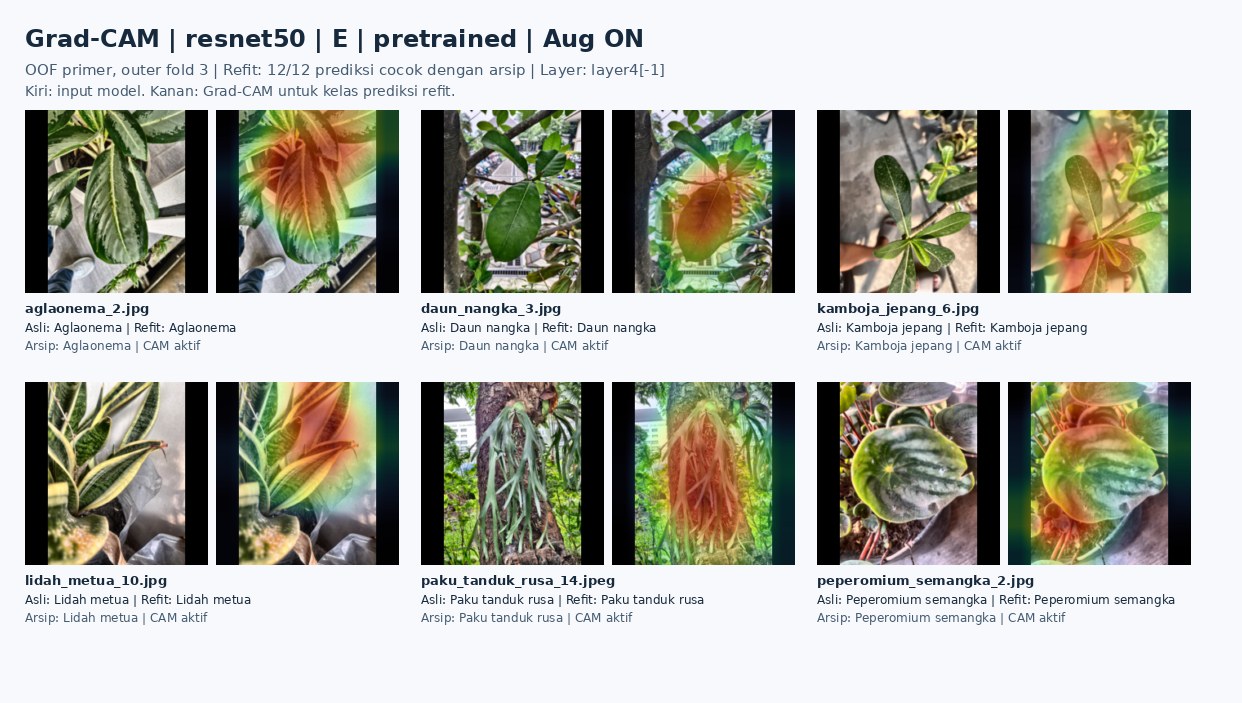 Grad-CAM | resnet50 | E | pretrained | Aug ON
OOF primer, outer fold 3 | Refit: 12/12 prediksi cocok dengan arsip | Layer: layer4[-1]
Kiri: input model. Kanan: Grad-CAM untuk kelas prediksi refit.
aglaonema_2.jpg
Asli: Aglaonema | Refit: Aglaonema
Arsip: Aglaonema | CAM aktif
daun_nangka_3.jpg
Asli: Daun nangka | Refit: Daun nangka
Arsip: Daun nangka | CAM aktif
kamboja_jepang_6.jpg
Asli: Kamboja jepang | Refit: Kamboja jepang
Arsip: Kamboja jepang | CAM aktif
lidah_metua_10.jpg
Asli: Lidah metua | Refit: Lidah metua
Arsip: Lidah metua | CAM aktif
paku_tanduk_rusa_14.jpeg
Asli: Paku tanduk rusa | Refit: Paku tanduk rusa
Arsip: Paku tanduk rusa | CAM aktif
peperomium_semangka_2.jpg
Asli: Peperomium semangka | Refit: Peperomium semangka
Arsip: Peperomium semangka | CAM aktif